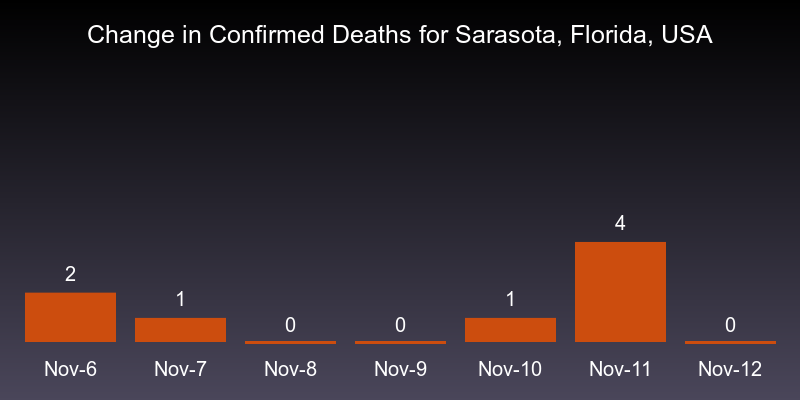 Change in Confirmed Deaths for Sarasota, Florida, USA
2 1 0 0 1 4 0
Nov-6 Nov-7 Nov-8 Nov-9 Nov-10 Nov-11 Nov-12